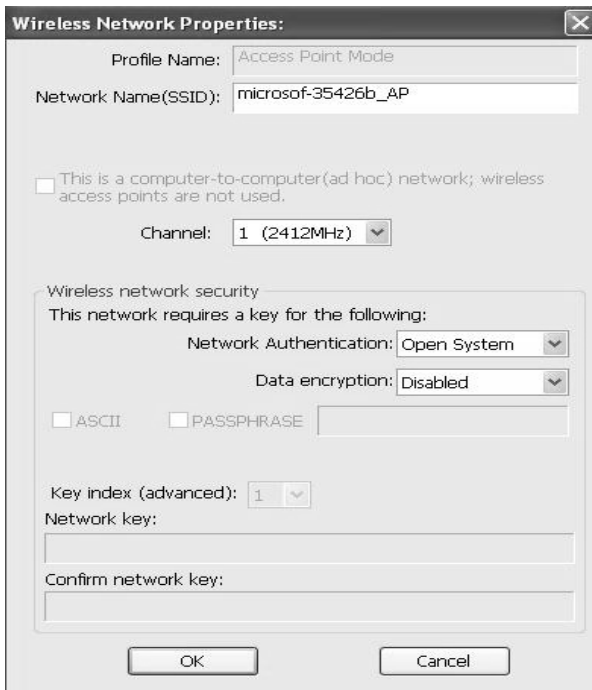 Wireless Network Properties:
Profile Name: Access Point Mode
Network Name(SSID): microsof-35426b_AP
This is a computer-to-computer(ad hoc) network; wireless
access points are not used.
Channel: 1 (2412MHz)
Wireless network security
This network requires a key for the following:
Network Authentication: Open System
Data encryption: Disabled
ASCII PASSPHRASE
Key index (advanced): 1
Network key:
Confirm network key:
OK Cancel